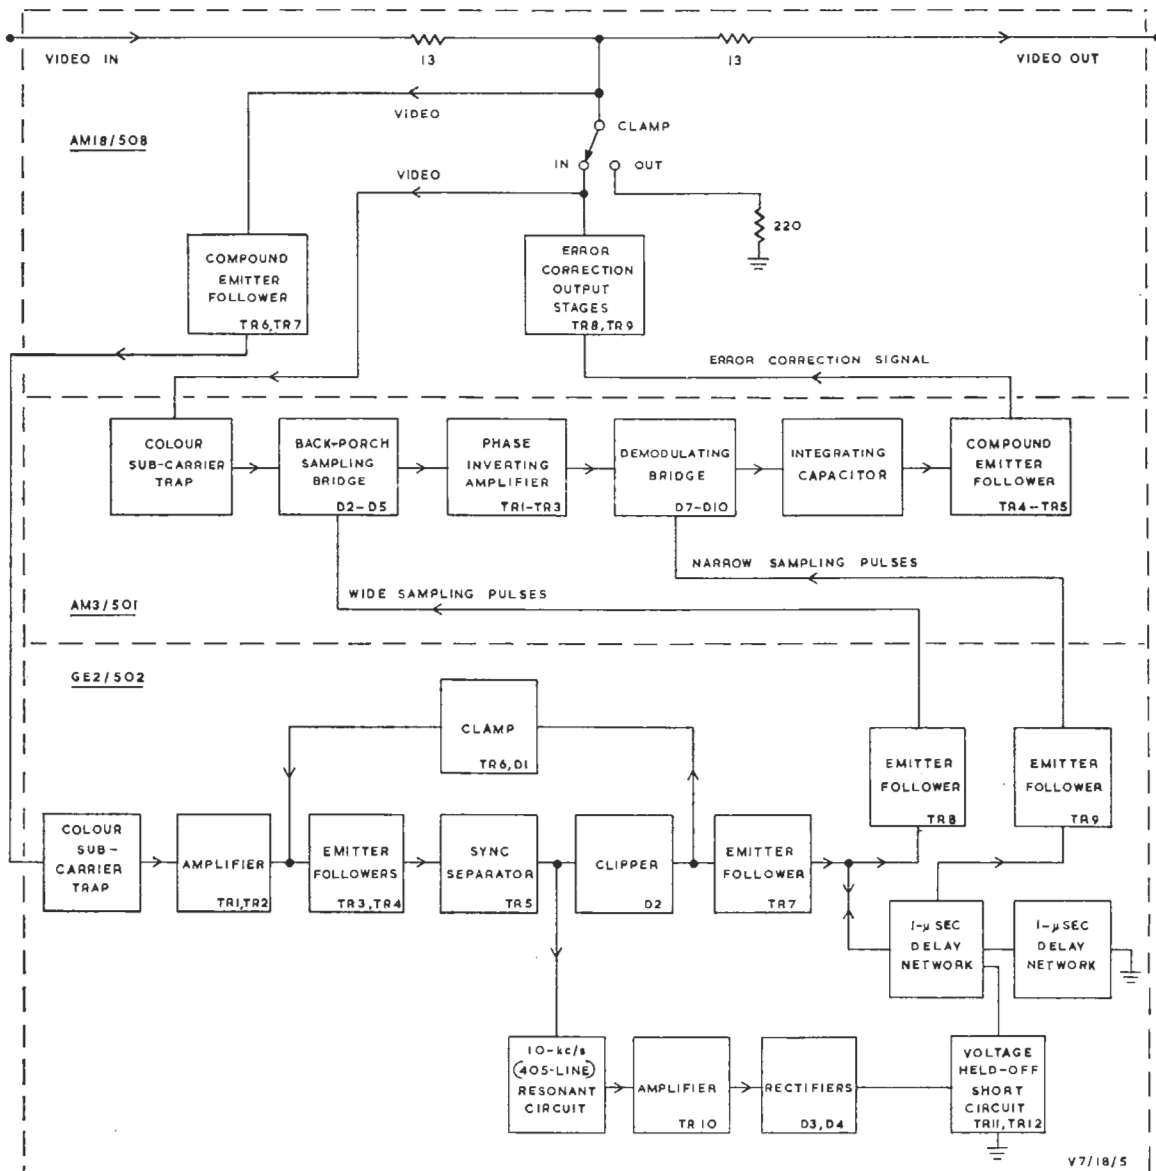 13
13
VIDEO IN
VIDEO OUT
VIDEO
CLAMP
AM18/508
IN
OUT
VIDEO
220
COMPOUND
EMITTER
FOLLOWER
TR6,TR7
ERROR
CORRECTION
OUTPUT
STAGES
TR8,TR9
ERROR CORRECTION SIGNAL
COLOUR
SUB-CARRIER
TRAP
BACK-PORCH
SAMPLING
BRIDGE
D2-D5
PHASE
INVERTING
AMPLIFIER
TR1-TR3
DEMODULATING
BRIDGE
D7-D10
INTEGRATING
CAPACITOR
COMPOUND
EMITTER
FOLLOWER
TR4-TR5
NARROW SAMPLING PULSES
WIDE SAMPLING PULSES
AM3/501
GE2/502
CLAMP
TR6,D1
EMITTER
FOLLOWER
TR8
EMITTER
FOLLOWER
TR9
COLOUR
SUB-
CARRIER
TRAP
AMPLIFIER
TR1,TR2
EMITTER
FOLLOWERS
TR3,TR4
SYNC
SEPARATOR
TR5
CLIPPER
D2
EMITTER
FOLLOWER
TR7
1-μSEC
DELAY
NETWORK
1-μSEC
DELAY
NETWORK
10-kc/s
(405-LINE)
RESONANT
CIRCUIT
AMPLIFIER
TR10
RECTIFIERS
D3,D4
VOLTAGE
HELD-OFF
SHORT
CIRCUIT
TR11,TR12
V7/18/5